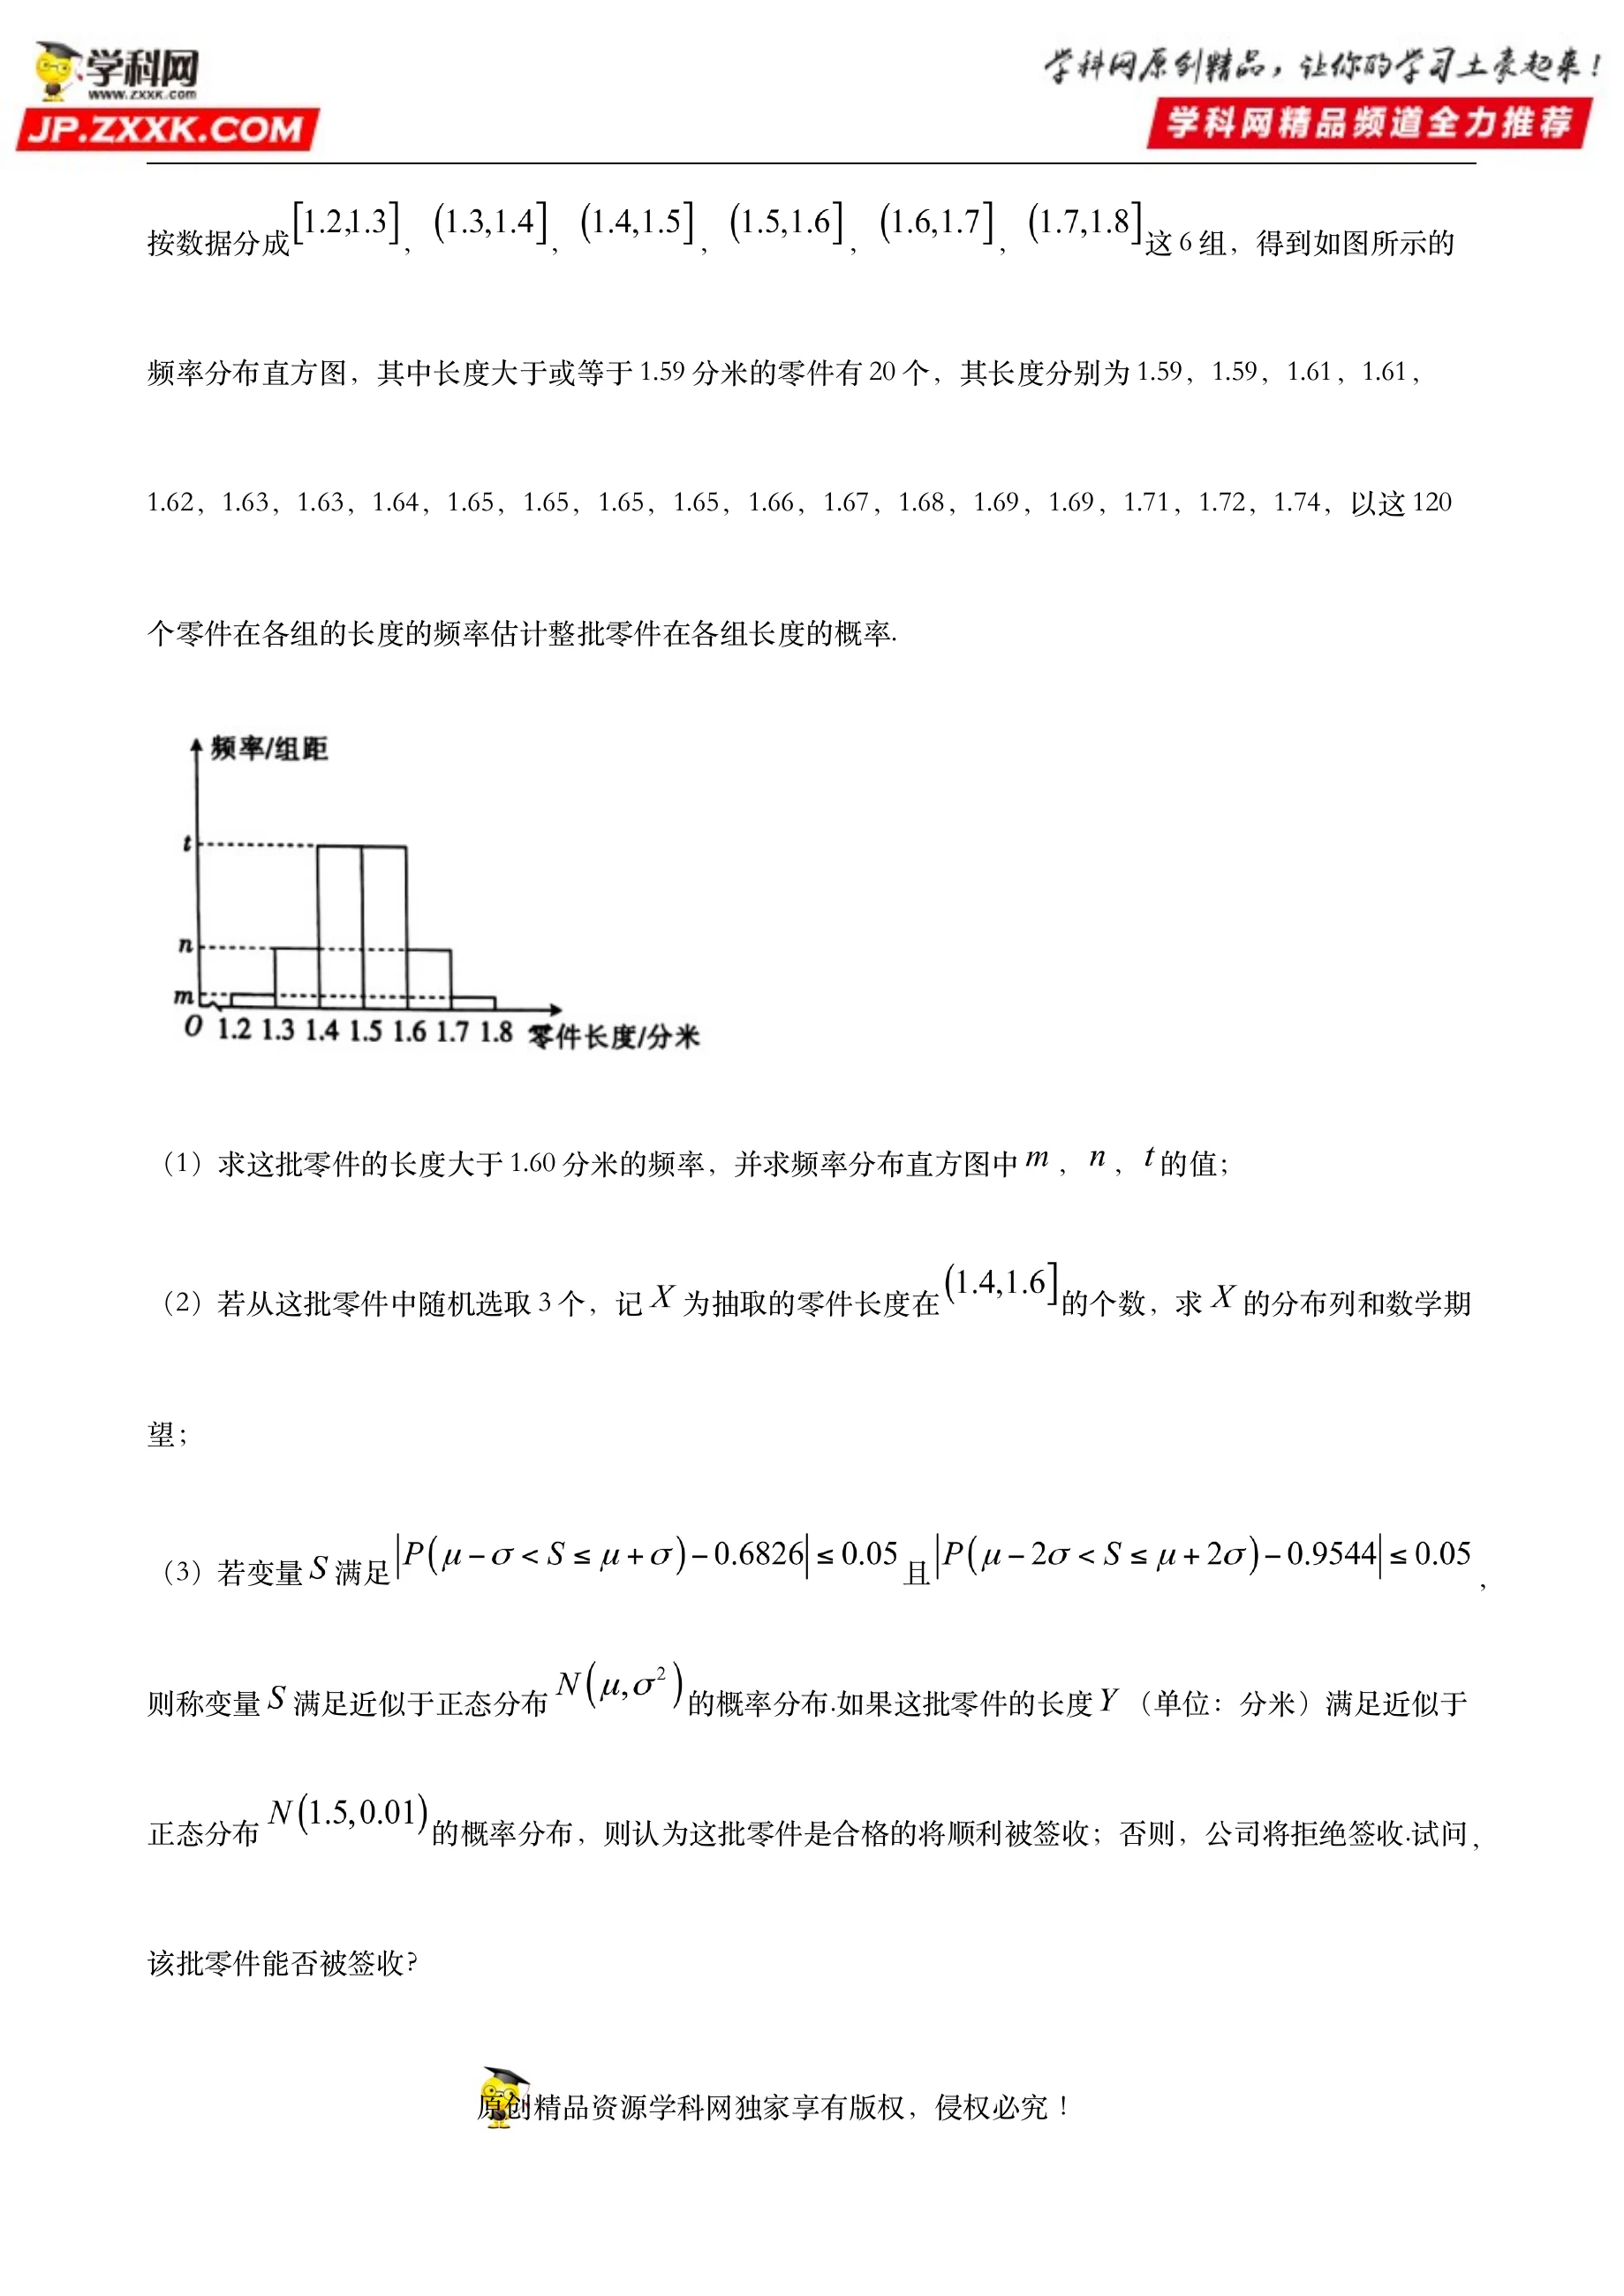 学科网
www.zxxk.com
JP.ZXXK.COM
学科网原创精品，让你的学习土豪起来！
学科网精品频道全力推荐
按数据分成[1.2,1.3]，(1.3,1.4]，(1.4,1.5]，(1.5,1.6]，(1.6,1.7]，(1.7,1.8]这6组，得到如图所示的
频率分布直方图，其中长度大于或等于1.59分米的零件有20个，其长度分别为1.59，1.59，1.61，1.61，
1.62，1.63，1.63，1.64，1.65，1.65，1.65，1.65，1.66，1.67，1.68，1.69，1.69，1.71，1.72，1.74，以这120
个零件在各组的长度的频率估计整批零件在各组长度的概率.
频率/组距
t
n
m
O 1.2 1.3 1.4 1.5 1.6 1.7 1.8 零件长度/分米
（1）求这批零件的长度大于1.60分米的频率，并求频率分布直方图中m，n，t的值；
（2）若从这批零件中随机选取3个，记X为抽取的零件长度在(1.4,1.6]的个数，求X的分布列和数学期
望；
（3）若变量S满足|P(μ−σ<S≤μ+σ)−0.6826|≤0.05且|P(μ−2σ<S≤μ+2σ)−0.9544|≤0.05，
则称变量S满足近似于正态分布N(μ,σ²)的概率分布.如果这批零件的长度Y（单位：分米）满足近似于
正态分布N(1.5,0.01)的概率分布，则认为这批零件是合格的将顺利被签收；否则，公司将拒绝签收.试问，
该批零件能否被签收?
原创精品资源学科网独家享有版权，侵权必究！